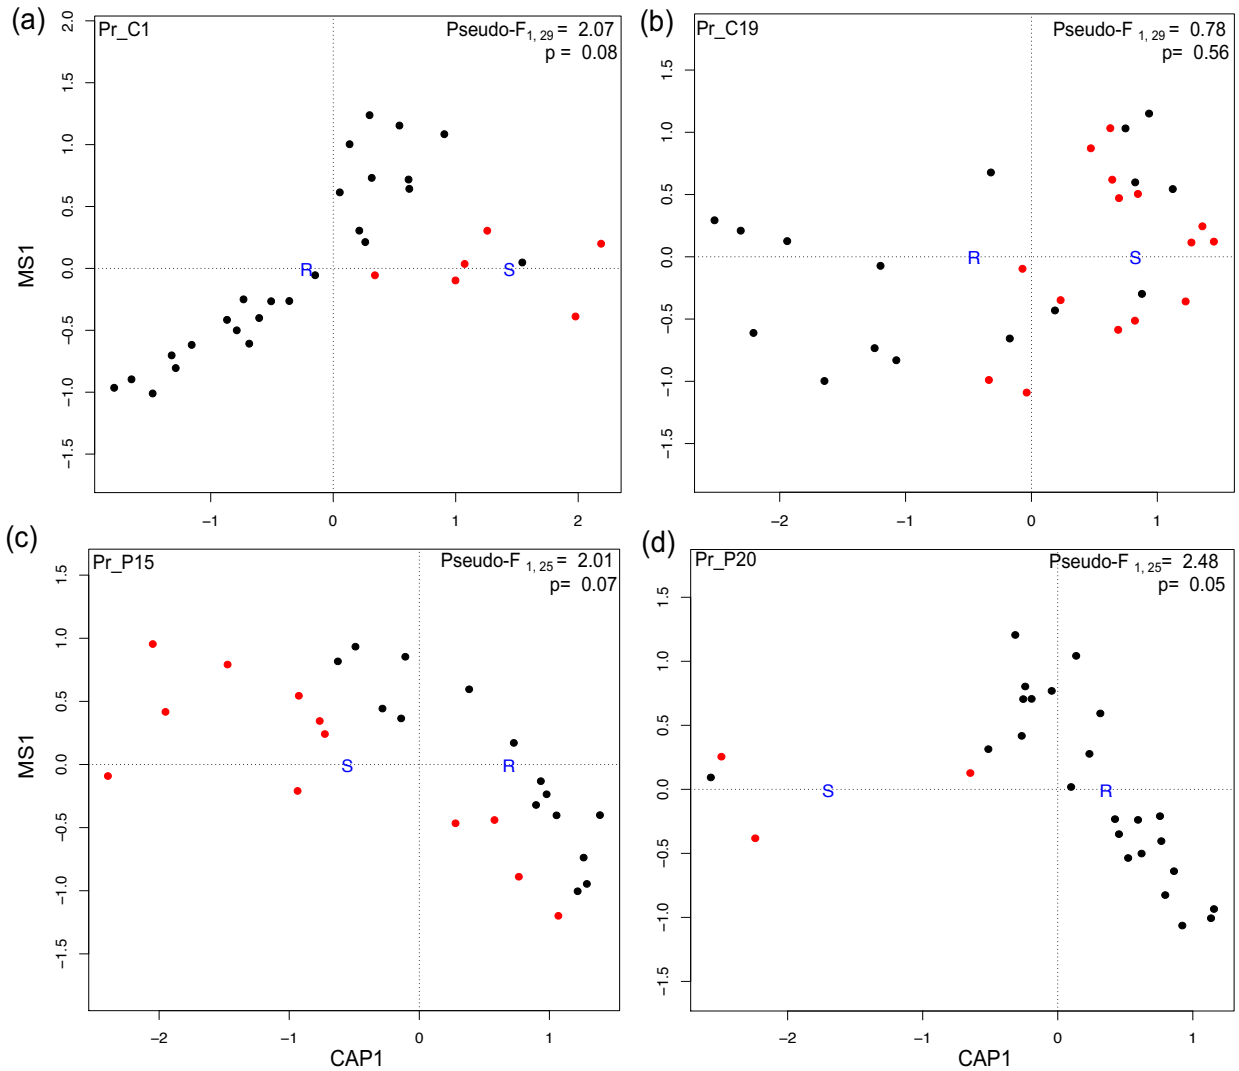 (a)
Pr_C1
Pseudo-F1, 29 = 2.07
p = 0.08
MS1
2.0
1.5
1.0
0.5
0.0
−0.5
−1.0
−1.5
R
S
−1
0
1
2
(b)
Pr_C19
Pseudo-F 1, 29 = 0.78
p= 0.56
1.5
1.0
0.5
0.0
−0.5
−1.0
−1.5
R
S
−2
−1
0
1
(c)
Pr_P15
Pseudo-F 1, 25= 2.01
p= 0.07
MS1
1.5
1.0
0.5
0.0
−0.5
−1.0
−1.5
S
R
−2
−1
0
1
CAP1
(d)
Pr_P20
Pseudo-F 1, 25= 2.48
p= 0.05
1.5
1.0
0.5
0.0
−0.5
−1.0
−1.5
S
R
−2
−1
0
1
CAP1